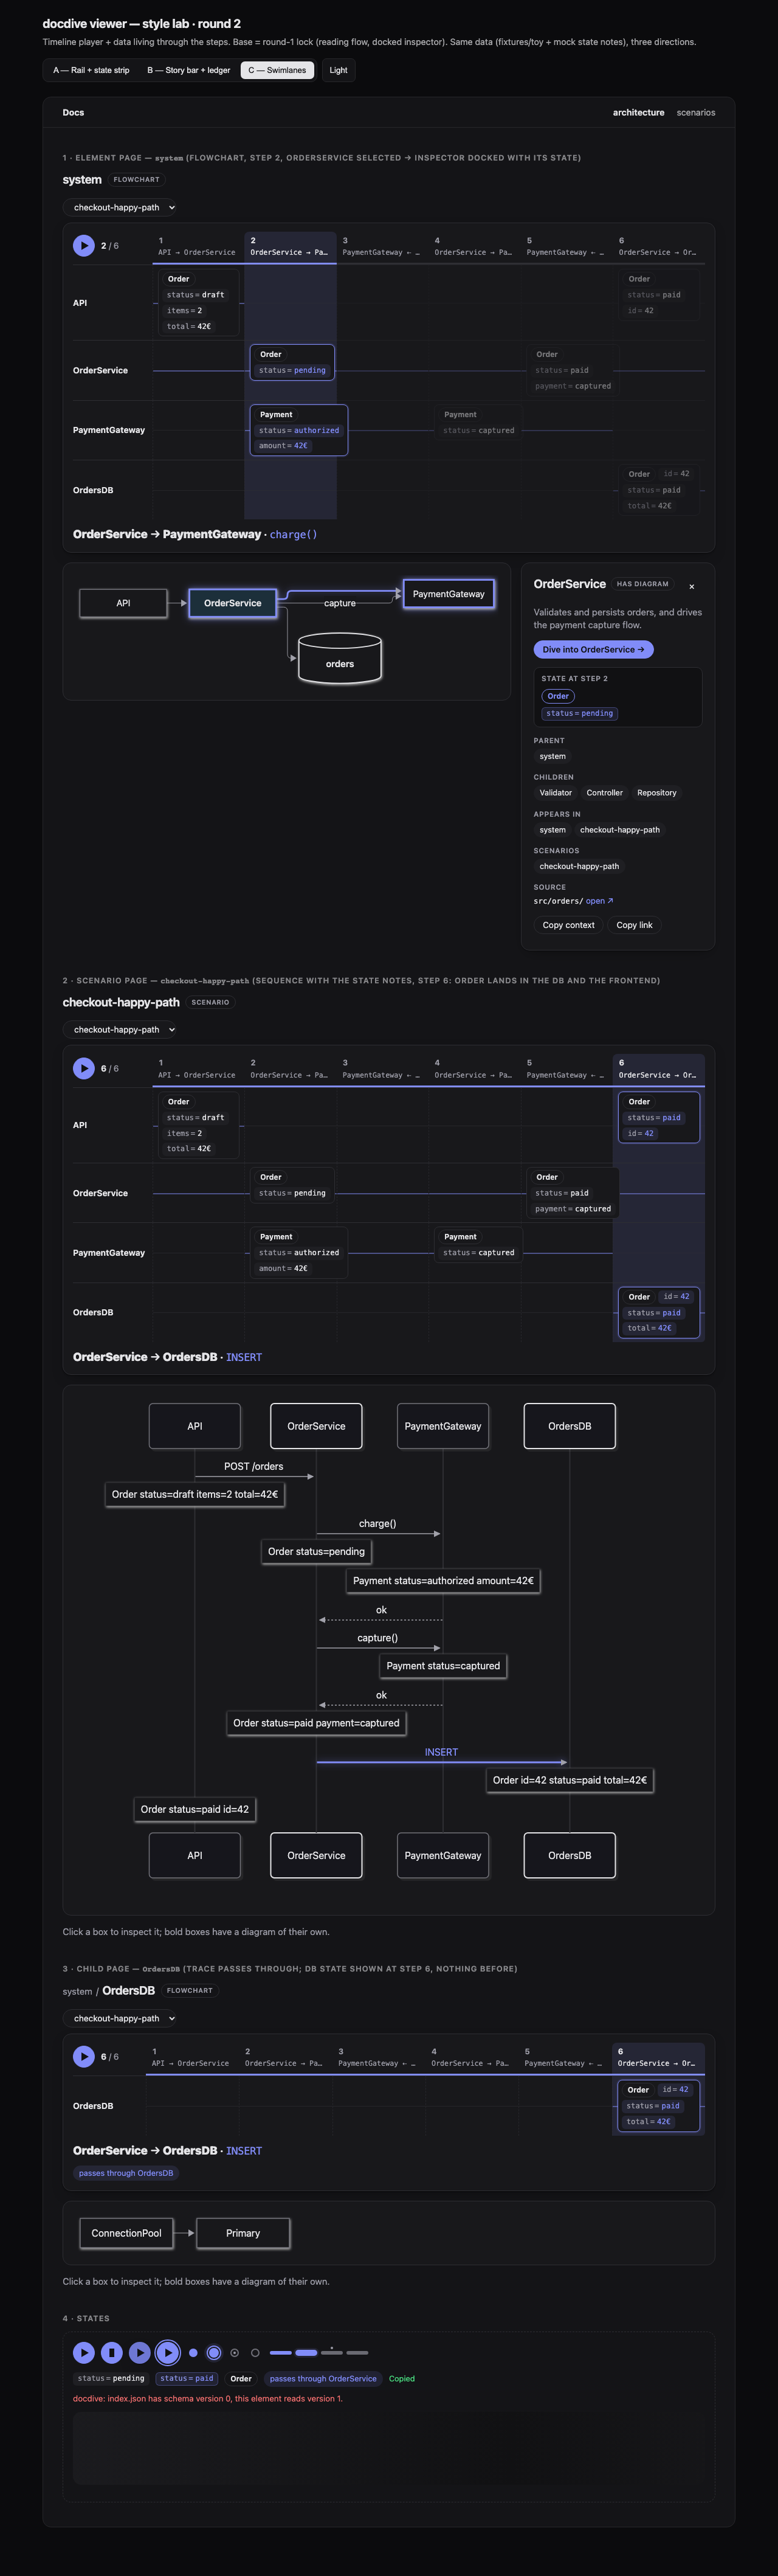 docdive viewer — style lab · round 2
Timeline player + data living through the steps. Base = round-1 lock (reading flow, docked inspector). Same data (fixtures/toy + mock state notes), three directions.
A — Rail + state strip B — Story bar + ledger C — Swimlanes Light
Docs architecture scenarios
1 · ELEMENT PAGE — system (FLOWCHART, STEP 2, ORDERSERVICE SELECTED → INSPECTOR DOCKED WITH ITS STATE)
system FLOWCHART
checkout-happy-path
2 / 6
1 2 3 4 5 6
API → OrderService OrderService → Pa… PaymentGateway ← … OrderService → Pa… PaymentGateway ← … OrderService → Or…
API
Order
status= draft
items= 2
total= 42€
Order
status= paid
id= 42
OrderService
Order
status= pending
Order
status= paid
payment= captured
PaymentGateway
Payment
status= authorized
amount= 42€
Payment
status= captured
OrdersDB
Order id= 42
status= paid
total= 42€
OrderService → PaymentGateway · charge()
API
OrderService
capture
PaymentGateway
orders
OrderService HAS DIAGRAM ×
Validates and persists orders, and drives
the payment capture flow.
Dive into OrderService →
STATE AT STEP 2
Order
status= pending
PARENT
system
CHILDREN
Validator Controller Repository
APPEARS IN
system checkout-happy-path
SCENARIOS
checkout-happy-path
SOURCE
src/orders/ open ↗
Copy context Copy link
2 · SCENARIO PAGE — checkout-happy-path (SEQUENCE WITH THE STATE NOTES, STEP 6: ORDER LANDS IN THE DB AND THE FRONTEND)
checkout-happy-path SCENARIO
checkout-happy-path
6 / 6
1 2 3 4 5 6
API → OrderService OrderService → Pa… PaymentGateway ← … OrderService → Pa… PaymentGateway ← … OrderService → Or…
API
Order
status= draft
items= 2
total= 42€
Order
status= paid
id= 42
OrderService
Order
status= pending
Order
status= paid
payment= captured
PaymentGateway
Payment
status= authorized
amount= 42€
Payment
status= captured
OrdersDB
Order id= 42
status= paid
total= 42€
OrderService → OrdersDB · INSERT
API OrderService PaymentGateway OrdersDB
POST /orders
Order status=draft items=2 total=42€
charge()
Order status=pending
Payment status=authorized amount=42€
ok
capture()
Payment status=captured
ok
Order status=paid payment=captured
INSERT
Order id=42 status=paid total=42€
Order status=paid id=42
API OrderService PaymentGateway OrdersDB
Click a box to inspect it; bold boxes have a diagram of their own.
3 · CHILD PAGE — OrdersDB (TRACE PASSES THROUGH; DB STATE SHOWN AT STEP 6, NOTHING BEFORE)
system / OrdersDB FLOWCHART
checkout-happy-path
6 / 6
1 2 3 4 5 6
API → OrderService OrderService → Pa… PaymentGateway ← … OrderService → Pa… PaymentGateway ← … OrderService → Or…
OrdersDB
Order id= 42
status= paid
total= 42€
OrderService → OrdersDB · INSERT
passes through OrdersDB
ConnectionPool Primary
Click a box to inspect it; bold boxes have a diagram of their own.
4 · STATES
status= pending status= paid Order passes through OrderService Copied
docdive: index.json has schema version 0, this element reads version 1.